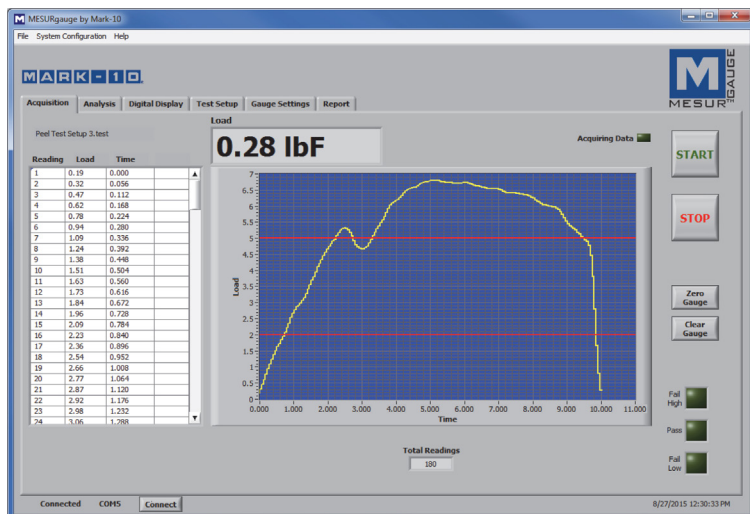 MESURgauge by Mark-10
File System Configuration Help
MARK-10
M
MESUR GAUGE
Acquisition Analysis Digital Display Test Setup Gauge Settings Report
Peel Test Setup 3.test
Load
0.28 lbF
Acquiring Data
START
STOP
Reading Load Time
1 0.19 0.000
2 0.32 0.056
3 0.47 0.112
4 0.62 0.168
5 0.78 0.224
6 0.94 0.280
7 1.09 0.336
8 1.24 0.392
9 1.38 0.448
10 1.51 0.504
11 1.63 0.560
12 1.73 0.616
13 1.84 0.672
14 1.96 0.728
15 2.09 0.784
16 2.23 0.840
17 2.36 0.896
18 2.54 0.952
19 2.66 1.008
20 2.77 1.064
21 2.87 1.120
22 2.92 1.176
23 2.98 1.232
24 3.06 1.288
Load
7
6.5
6
5.5
5
4.5
4
3.5
3
2.5
2
1.5
1
0.5
0
0.000 1.000 2.000 3.000 4.000 5.000 6.000 7.000 8.000 9.000 10.000 11.000
Time
Zero
Gauge
Clear
Gauge
Fail
High
Pass
Fail
Low
Total Readings
180
Connected COM5 Connect
8/27/2015 12:30:33 PM